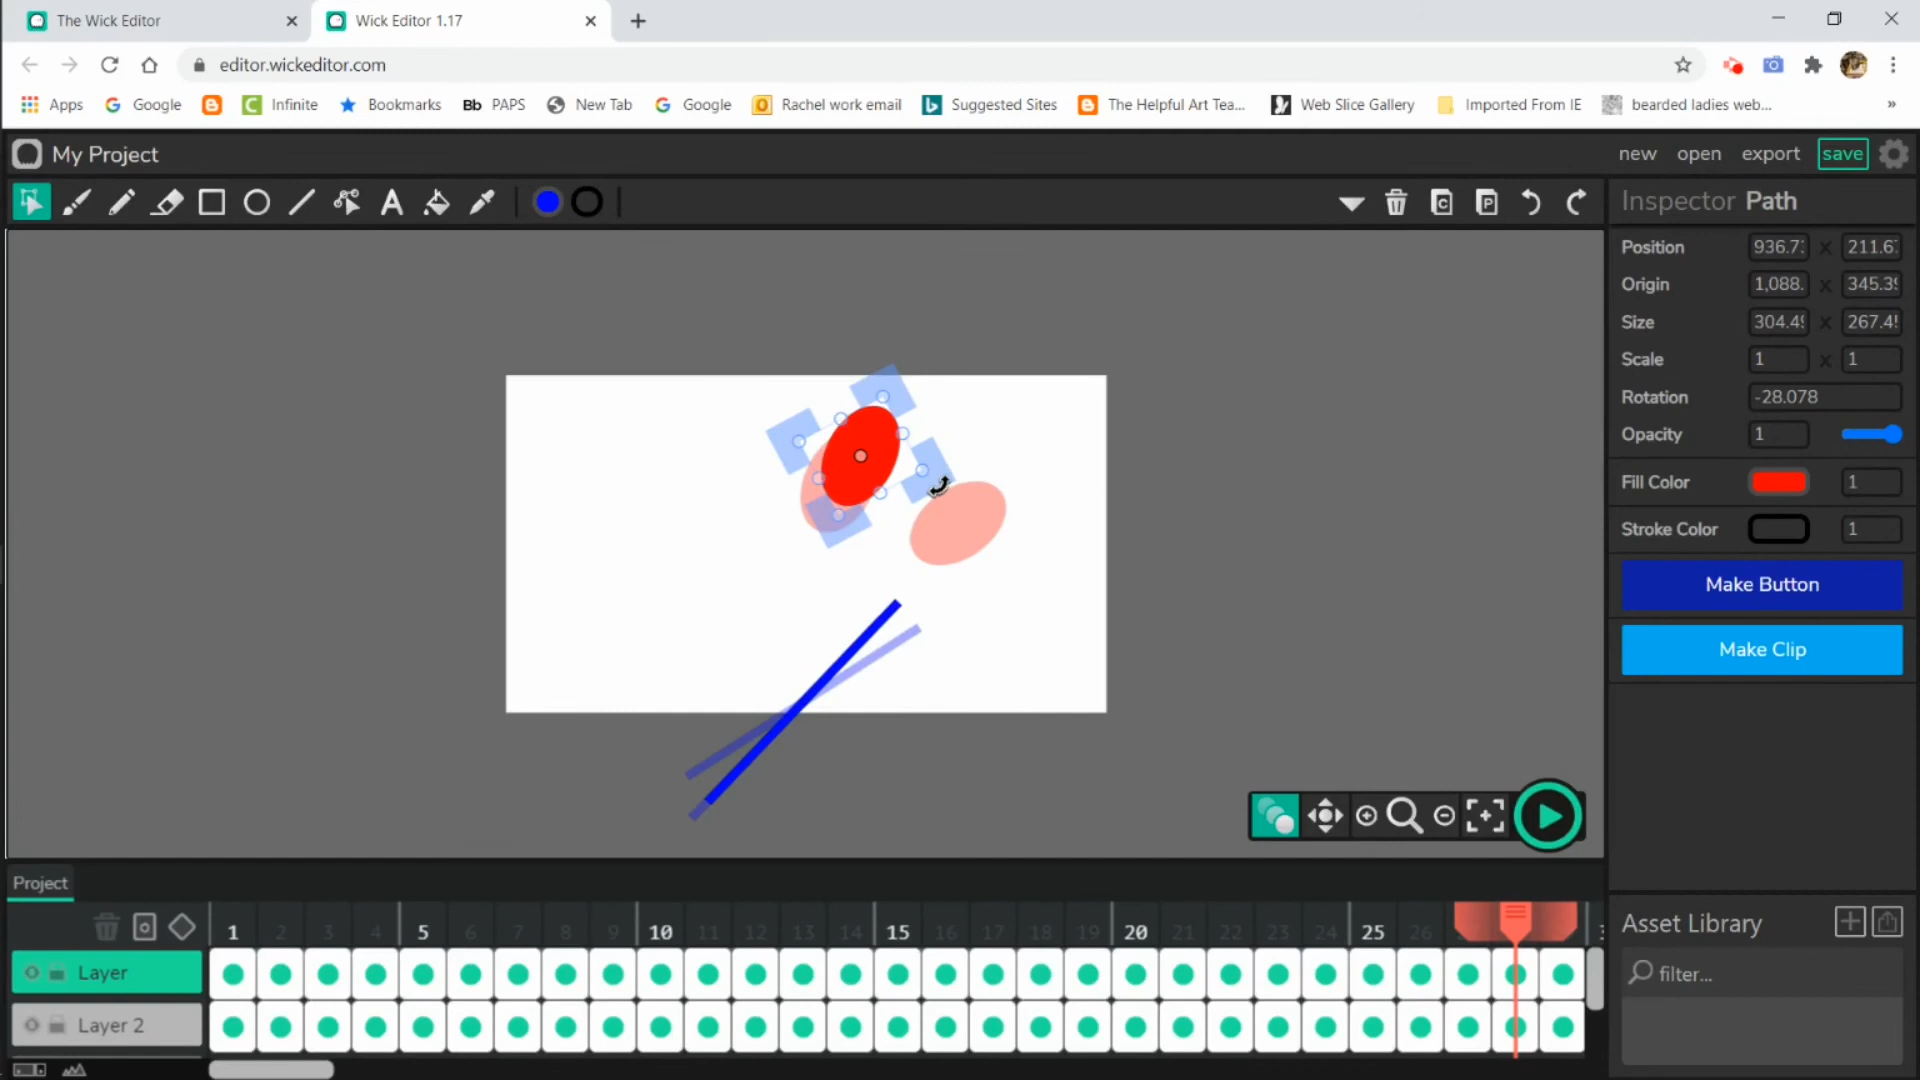 The Wick Editor
Wick Editor 1.17
editor.wickeditor.com
Apps
Google
Infinite
Bookmarks
Bb PAPS
New Tab
Google
Rachel work email
Suggested Sites
The Helpful Art Tea...
Web Slice Gallery
Imported From IE
bearded ladies web...
»
My Project
new open export save
Inspector Path
Position 936.7 x 211.6
Origin 1,088. x 345.3
Size 304.4 x 267.4
Scale 1 x 1
Rotation -28.078
Opacity 1
Fill Color 1
Stroke Color 1
Make Button
Make Clip
Project
1 2 3 4 5 6 7 8 9 10 11 12 13 14 15 16 17 18 19 20 21 22 23 24 25 26
Layer
Layer 2
Asset Library
filter...